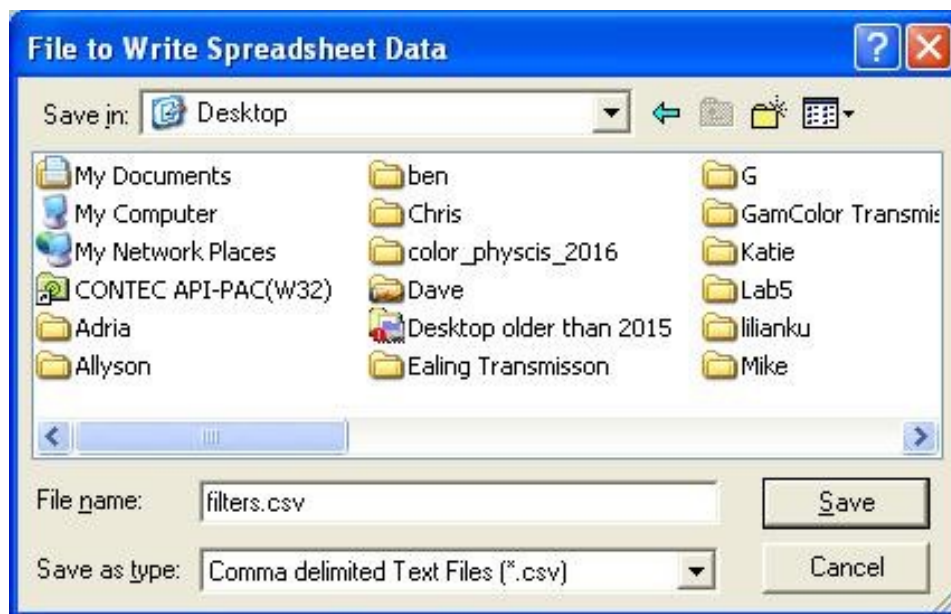 File to Write Spreadsheet Data
Save in: Desktop
My Documents
My Computer
My Network Places
CONTEC API-PAC(W32)
Adria
Allyson
ben
Chris
color_physcis_2016
Dave
Desktop older than 2015
Ealing Transmisson
G
GamColor Transmis
Katie
Lab5
lilianku
Mike
File name: filters.csv
Save
Save as type: Comma delimited Text Files (*.csv)
Cancel